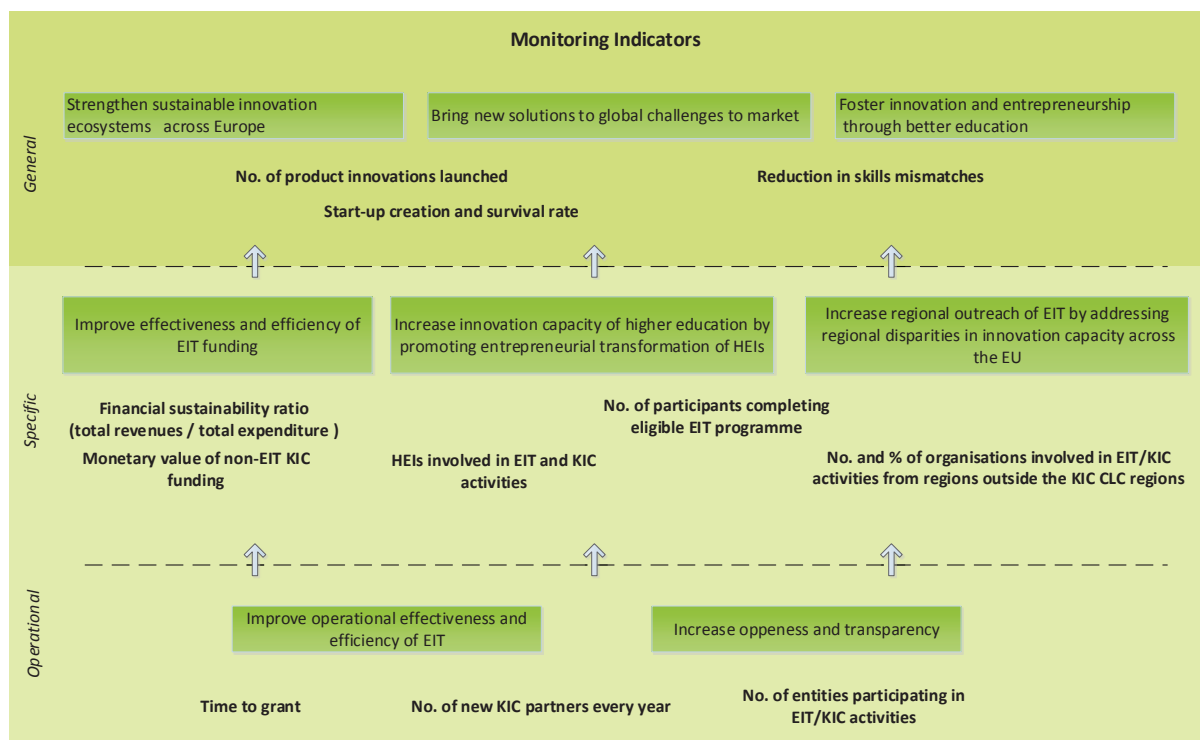 Monitoring Indicators
General
Strengthen sustainable innovation
ecosystems across Europe
Bring new solutions to global challenges to market
Foster innovation and entrepreneurship
through better education
No. of product innovations launched
Reduction in skills mismatches
Start-up creation and survival rate
Specific
Improve effectiveness and efficiency of
EIT funding
Increase innovation capacity of higher education by
promoting entrepreneurial transformation of HEIs
Increase regional outreach of EIT by addressing
regional disparities in innovation capacity across
the EU
Financial sustainability ratio
(total revenues / total expenditure )
Monetary value of non-EIT KIC
funding
HEIs involved in EIT and KIC
activities
No. of participants completing
eligible EIT programme
No. and % of organisations involved in EIT/KIC
activities from regions outside the KIC CLC regions
Operational
Improve operational effectiveness and
efficiency of EIT
Increase oppeness and transparency
Time to grant
No. of new KIC partners every year
No. of entities participating in
EIT/KIC activities